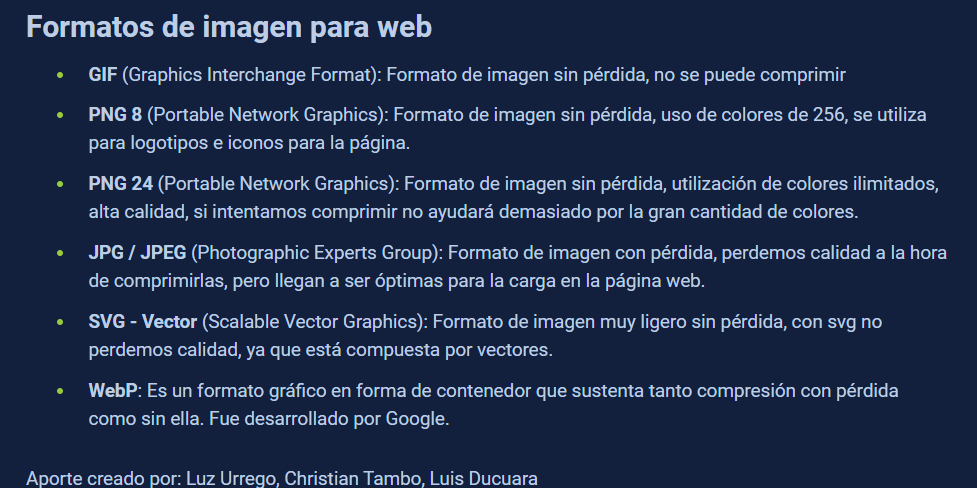 Formatos de imagen para web
• GIF (Graphics Interchange Format): Formato de imagen sin pérdida, no se puede comprimir
• PNG 8 (Portable Network Graphics): Formato de imagen sin pérdida, uso de colores de 256, se utiliza
para logotipos e iconos para la página.
• PNG 24 (Portable Network Graphics): Formato de imagen sin pérdida, utilización de colores ilimitados,
alta calidad, si intentamos comprimir no ayudará demasiado por la gran cantidad de colores.
• JPG / JPEG (Photographic Experts Group): Formato de imagen con pérdida, perdemos calidad a la hora
de comprimirlas, pero llegan a ser óptimas para la carga en la página web.
• SVG - Vector (Scalable Vector Graphics): Formato de imagen muy ligero sin pérdida, con svg no
perdemos calidad, ya que está compuesta por vectores.
• WebP: Es un formato gráfico en forma de contenedor que sustenta tanto compresión con pérdida
como sin ella. Fue desarrollado por Google.
Aporte creado por: Luz Urrego, Christian Tambo, Luis Ducuara